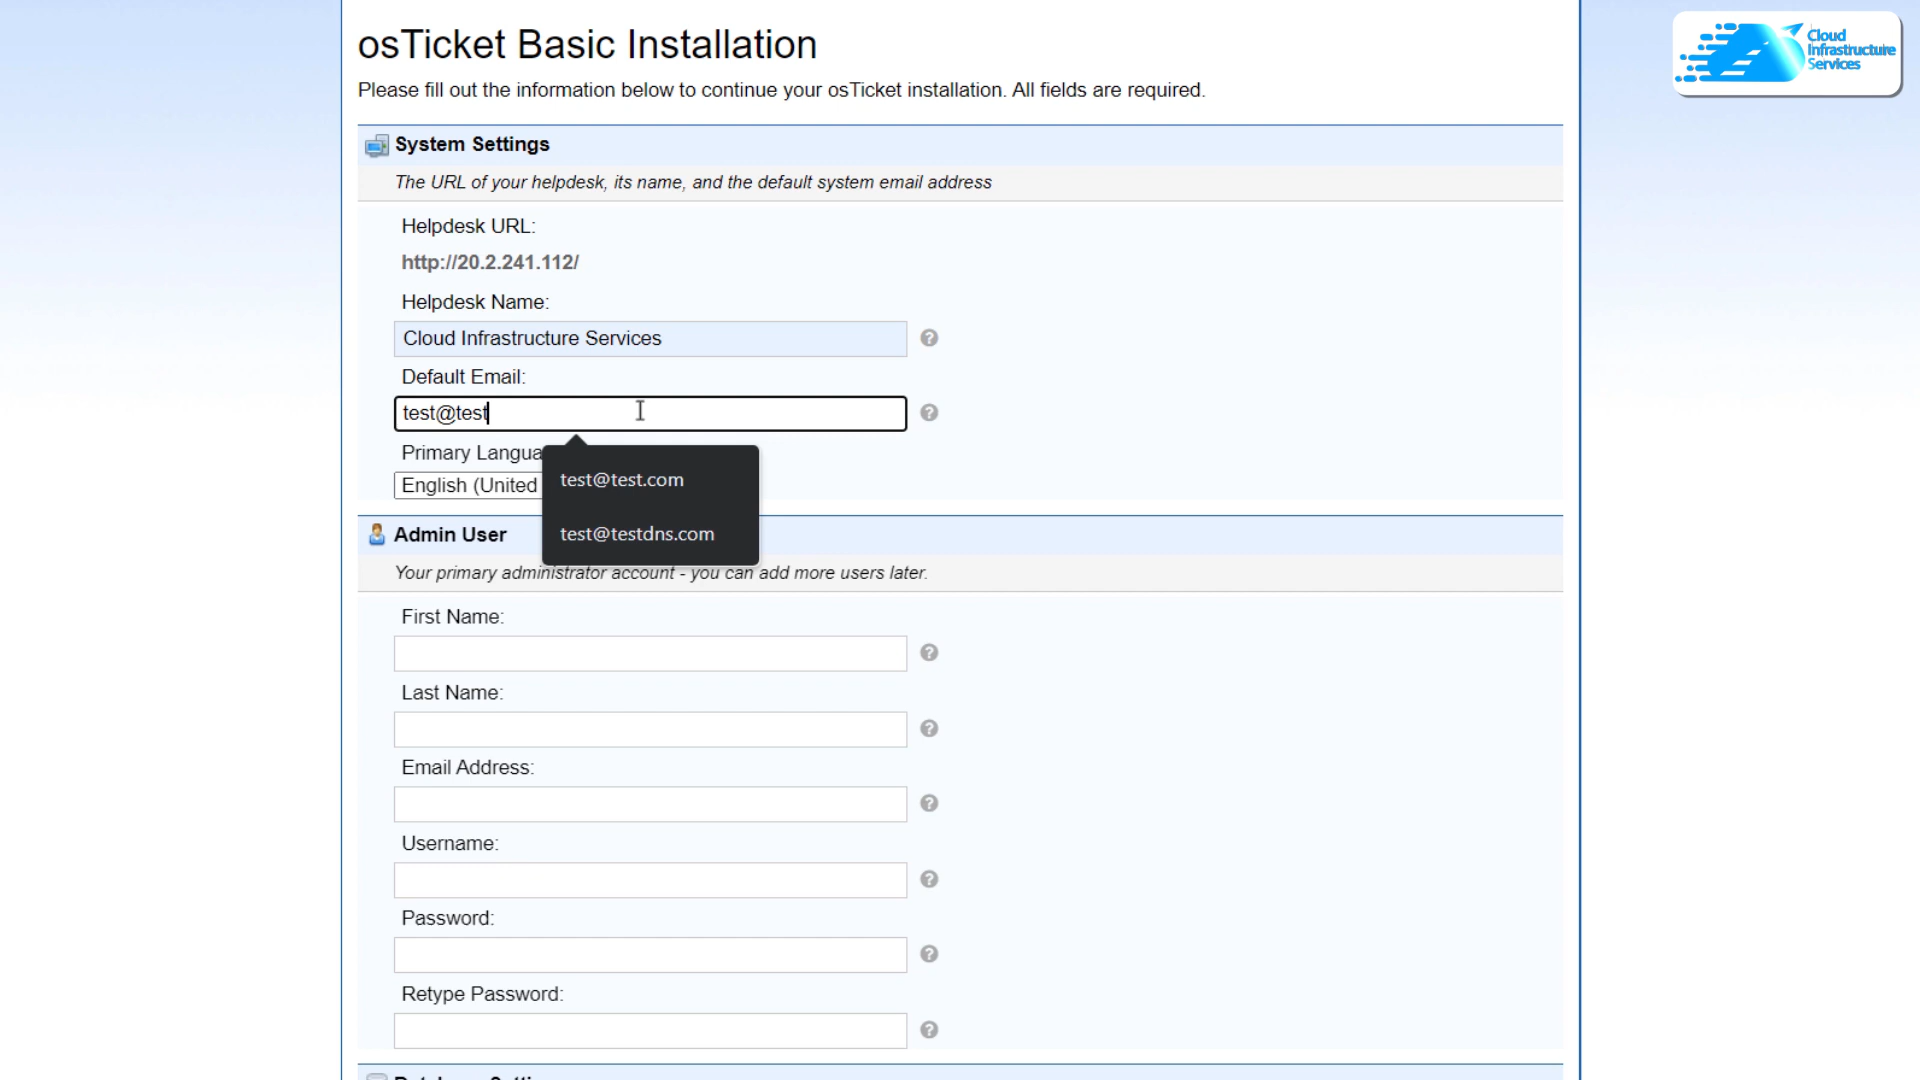 osTicket Basic Installation
Cloud
Infrastructure
Services
Please fill out the information below to continue your osTicket installation. All fields are required.
System Settings
The URL of your helpdesk, its name, and the default system email address
Helpdesk URL:
http://20.2.241.112/
Helpdesk Name:
Cloud Infrastructure Services
Default Email:
test@test
Primary Langua
English (United
test@test.com
test@testdns.com
Admin User
Your primary administrator account - you can add more users later.
First Name:
Last Name:
Email Address:
Username:
Password:
Retype Password: